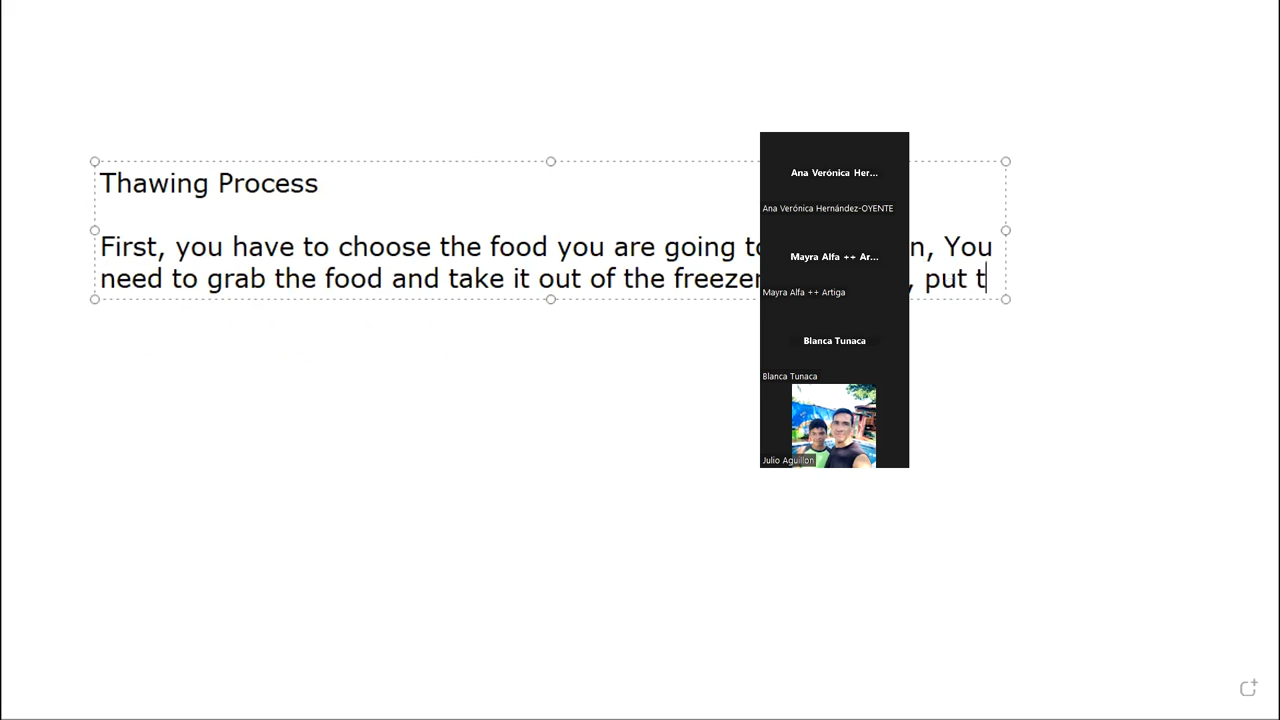 Thawing Process
First, you have to choose the food you are going n, You
need to grab the food and take it out of the , put t
Ana Verónica Her...
Ana Verónica Hernández-OYENTE
Mayra Alfa ++ Ar...
Mayra Alfa ++ Artiga
Blanca Tunaca
Blanca Tunaca
Julio Aguillon